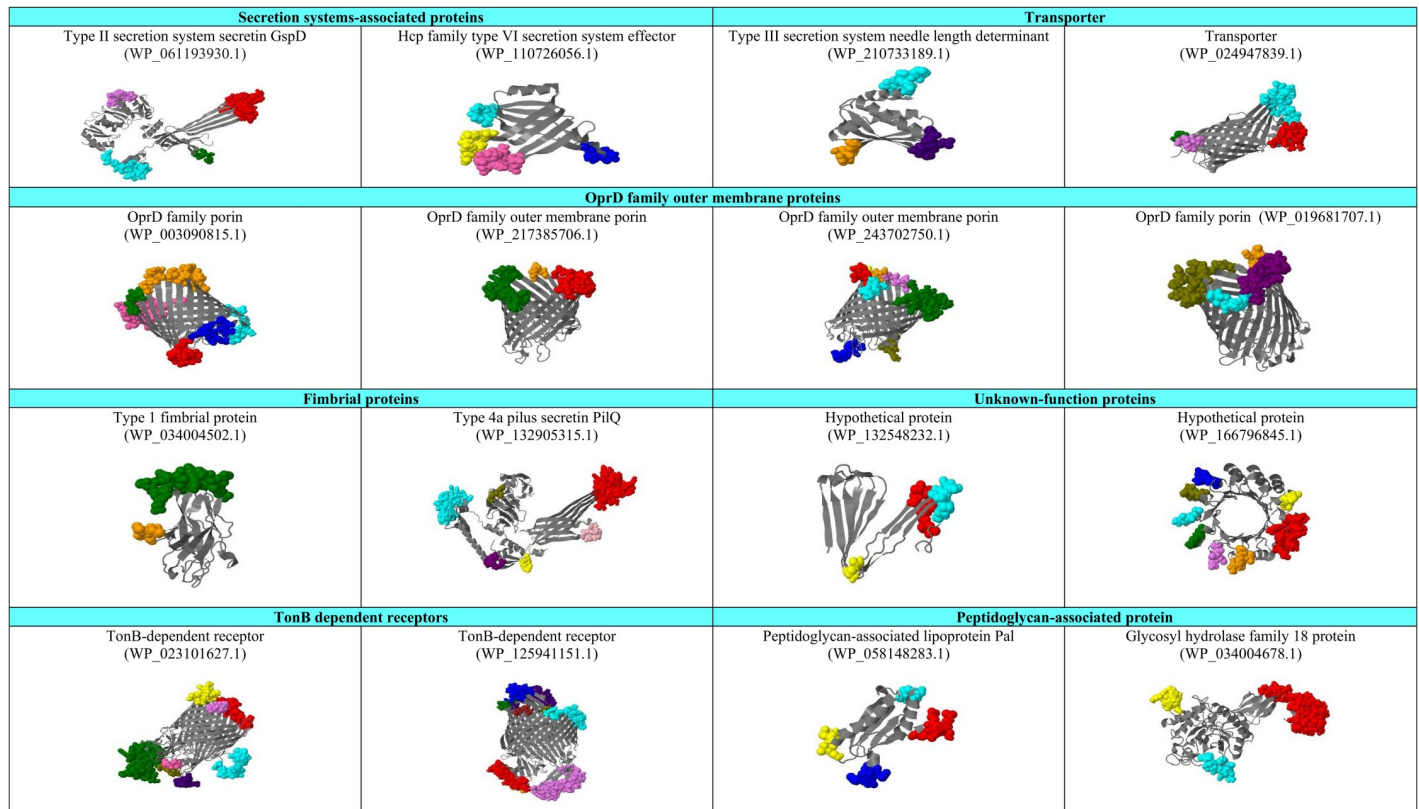 Secretion systems-associated proteins
Transporter
Type II secretion system secretin GspD
(WP_061193930.1)
Hcp family type VI secretion system effector
(WP_110726056.1)
Type III secretion system needle length determinant
(WP_210733189.1)
Transporter
(WP_024947839.1)
OprD family outer membrane proteins
OprD family porin
(WP_003090815.1)
OprD family outer membrane porin
(WP_217385706.1)
OprD family outer membrane porin
(WP_243702750.1)
OprD family porin (WP_019681707.1)
Fimbrial proteins
Unknown-function proteins
Type 1 fimbrial protein
(WP_034004502.1)
Type 4a pilus secretin PilQ
(WP_132905315.1)
Hypothetical protein
(WP_132548232.1)
Hypothetical protein
(WP_166796845.1)
TonB dependent receptors
Peptidoglycan-associated protein
TonB-dependent receptor
(WP_023101627.1)
TonB-dependent receptor
(WP_125941151.1)
Peptidoglycan-associated lipoprotein Pal
(WP_058148283.1)
Glycosyl hydrolase family 18 protein
(WP_034004678.1)